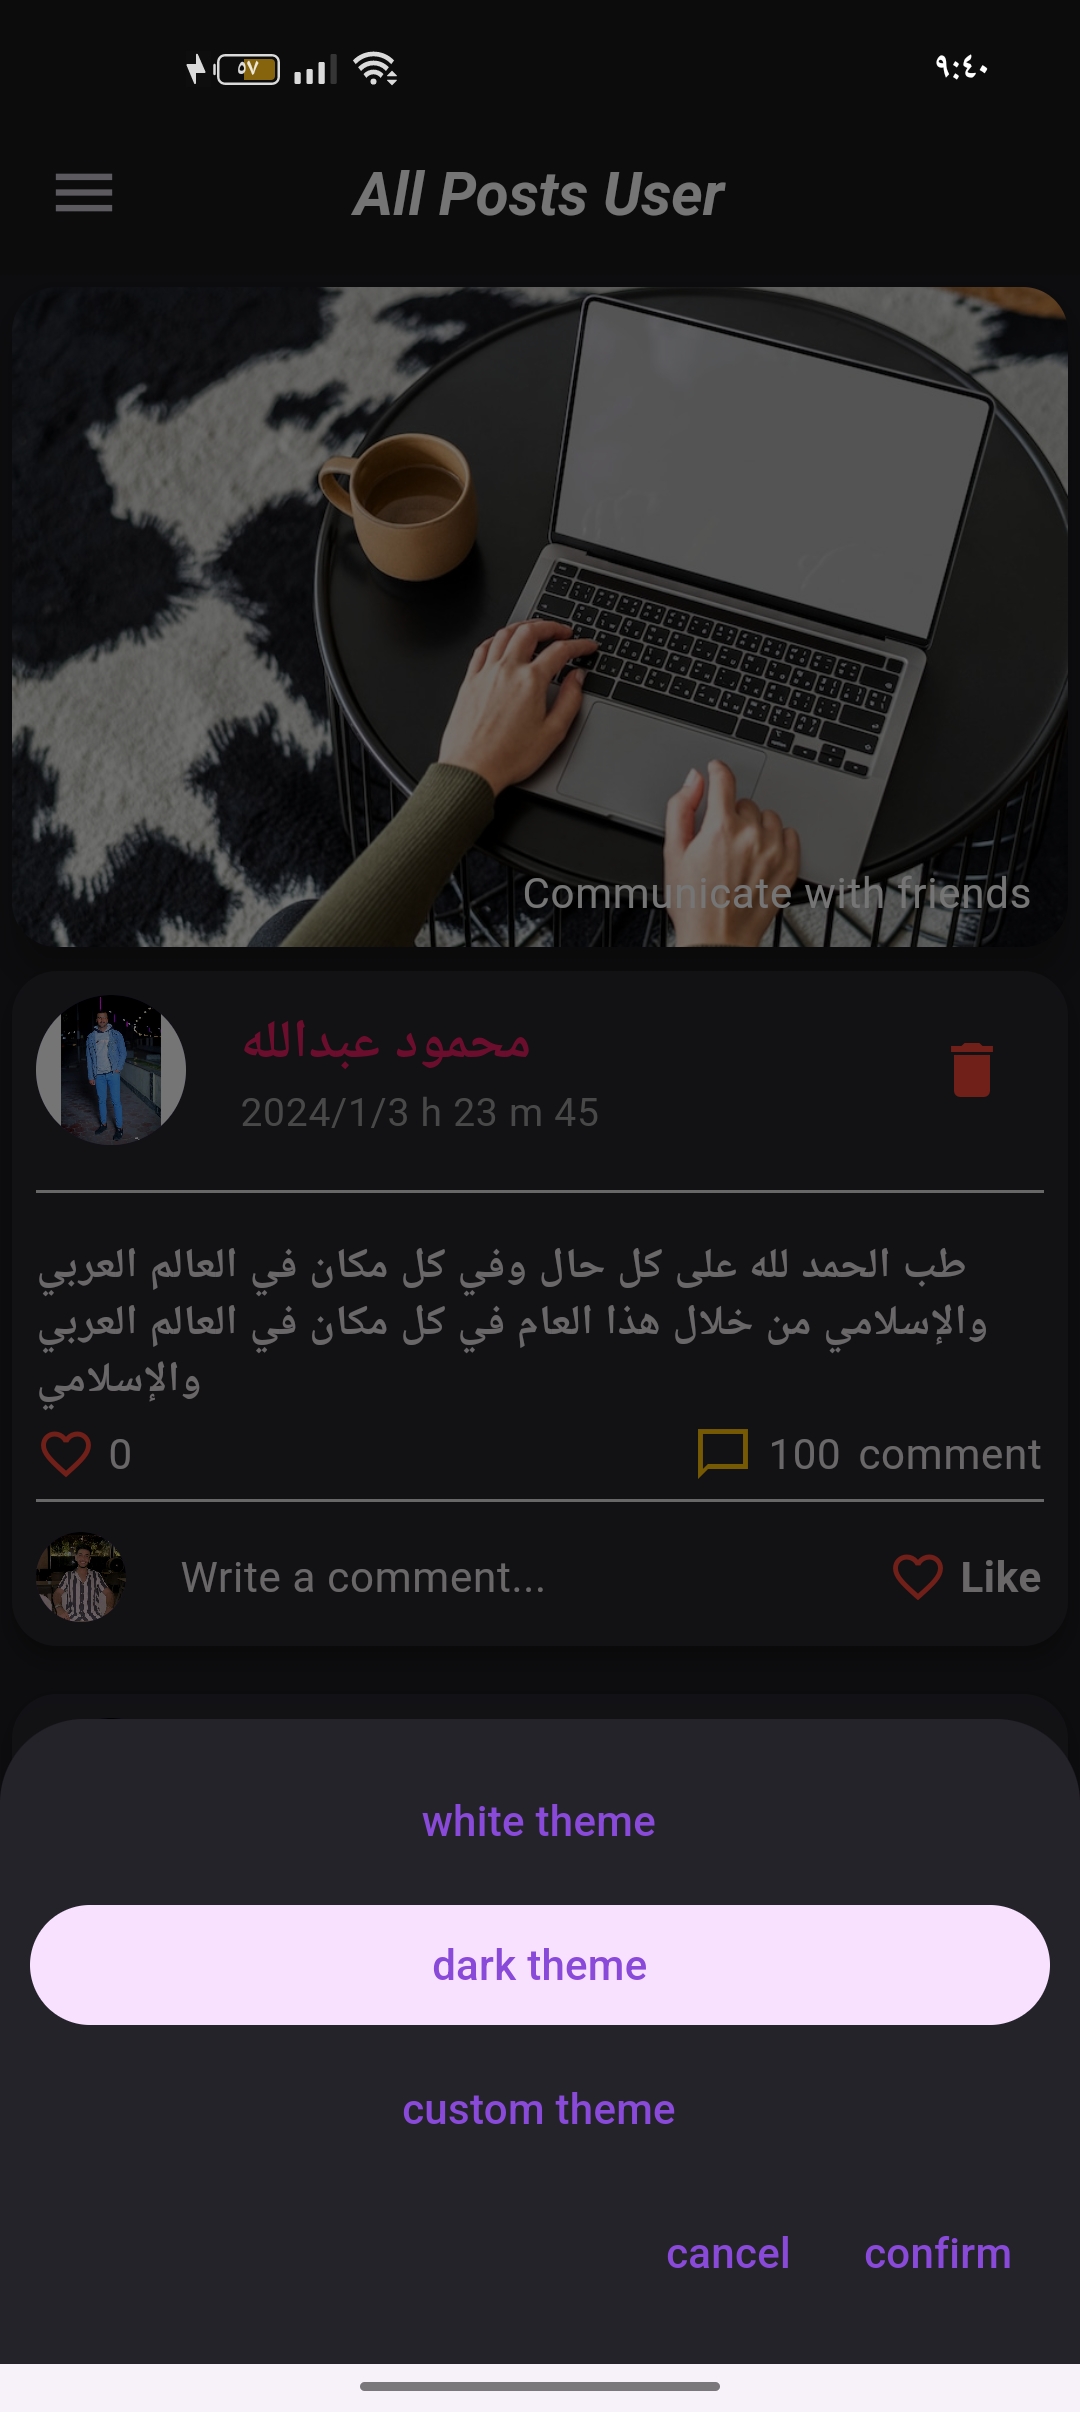 ٥٧
٩:٤٠
All Posts User
Communicate with friends
محمود عبدالله
2024/1/3 h 23 m 45
طب الحمد لله على كل حال وفي كل مكان في العالم العربي
والإسلامي من خلال هذا العام في كل مكان في العالم العربي
والإسلامي
0
100 comment
Write a comment...
Like
white theme
dark theme
custom theme
cancel
confirm